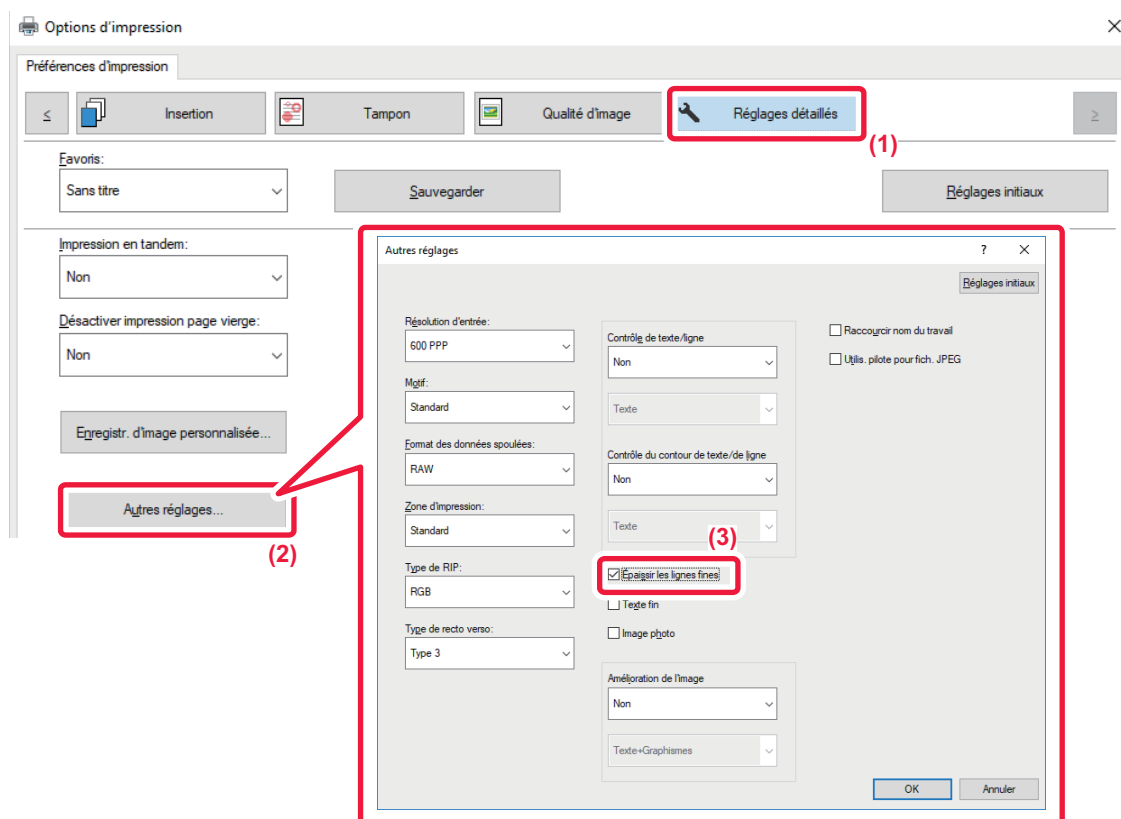 Options d'impression
Préférences d'impression
≤ Insertion Tampon Qualité d'image Réglages détaillés ≥
(1)
Favoris:
Sans titre Sauvegarder Réglages initiaux
Impression en tandem:
Non
Désactiver impression page vierge:
Non
Enregistr. d'image personnalisée...
Autres réglages...
(2)
Autres réglages ?
Réglages initiaux
Résolution d'entrée:
600 PPP
Motif:
Standard
Format des données spoulées:
RAW
Zone d'impression:
Standard
Type de RIP:
RGB
Type de recto verso:
Type 3
Contrôle de texte/ligne
Non
Texte
Contrôle du contour de texte/de ligne
Non
Texte
(3)
Épaissir les lignes fines
Texte fin
Image photo
Amélioration de l'image
Non
Texte+Graphismes
Raccourcir nom du travail
Utilis. pilote pour fich. JPEG
OK Annuler